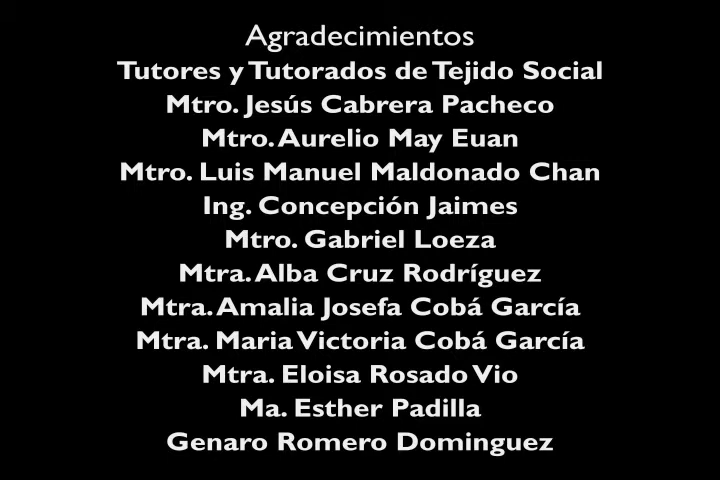 Agradecimientos
Tutores y Tutorados de Tejido Social
Mtro. Jesús Cabrera Pacheco
Mtro. Aurelio May Euan
Mtro. Luis Manuel Maldonado Chan
Ing. Concepción Jaimes
Mtro. Gabriel Loeza
Mtra. Alba Cruz Rodríguez
Mtra. Amalia Josefa Cobá García
Mtra. Maria Victoria Cobá García
Mtra. Eloisa Rosado Vio
Ma. Esther Padilla
Genaro Romero Dominguez